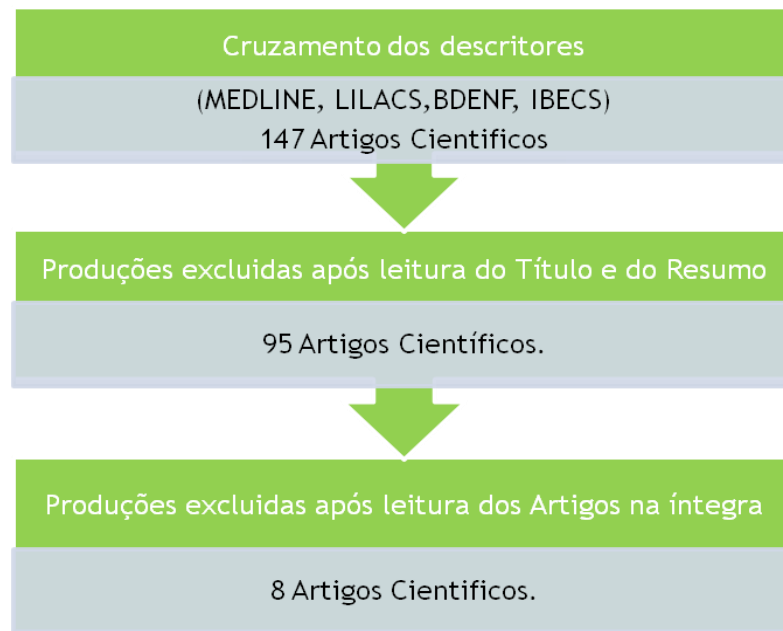 Cruzamento dos descritores
(MEDLINE, LILACS,BDENF, IBECS)
147 Artigos Cientificos
Produções excluidas após leitura do Título e do Resumo
95 Artigos Científicos.
Produções excluidas após leitura dos Artigos na íntegra
8 Artigos Cientificos.